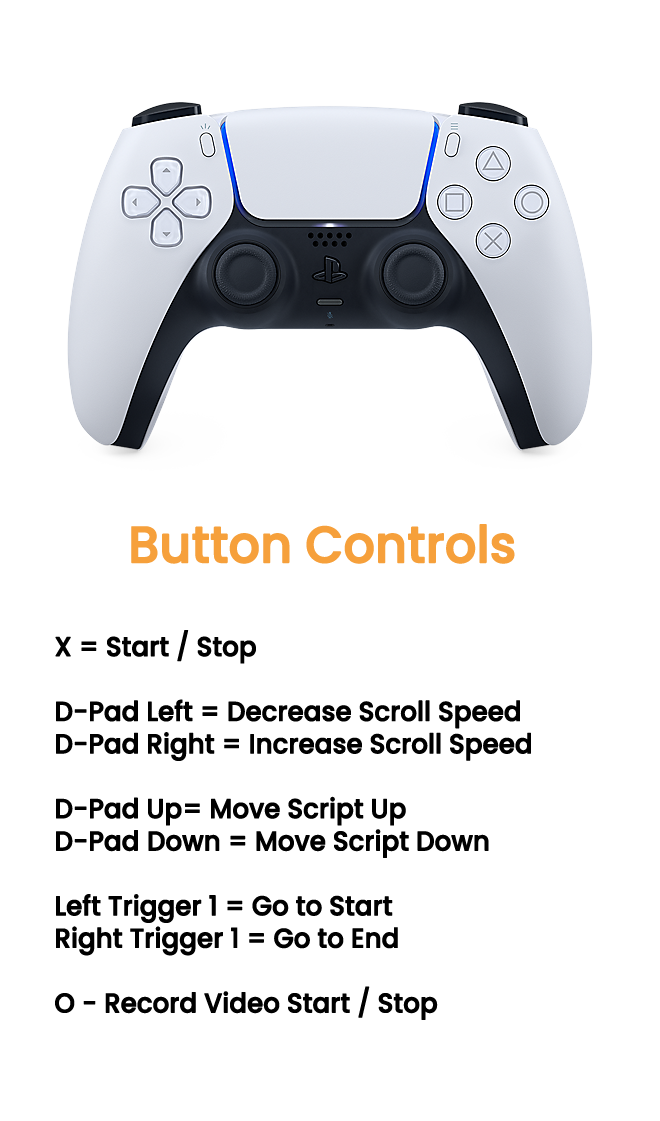 Button Controls
X = Start / Stop
D-Pad Left = Decrease Scroll Speed
D-Pad Right = Increase Scroll Speed
D-Pad Up= Move Script Up
D-Pad Down = Move Script Down
Left Trigger 1 = Go to Start
Right Trigger 1 = Go to End
O - Record Video Start / Stop